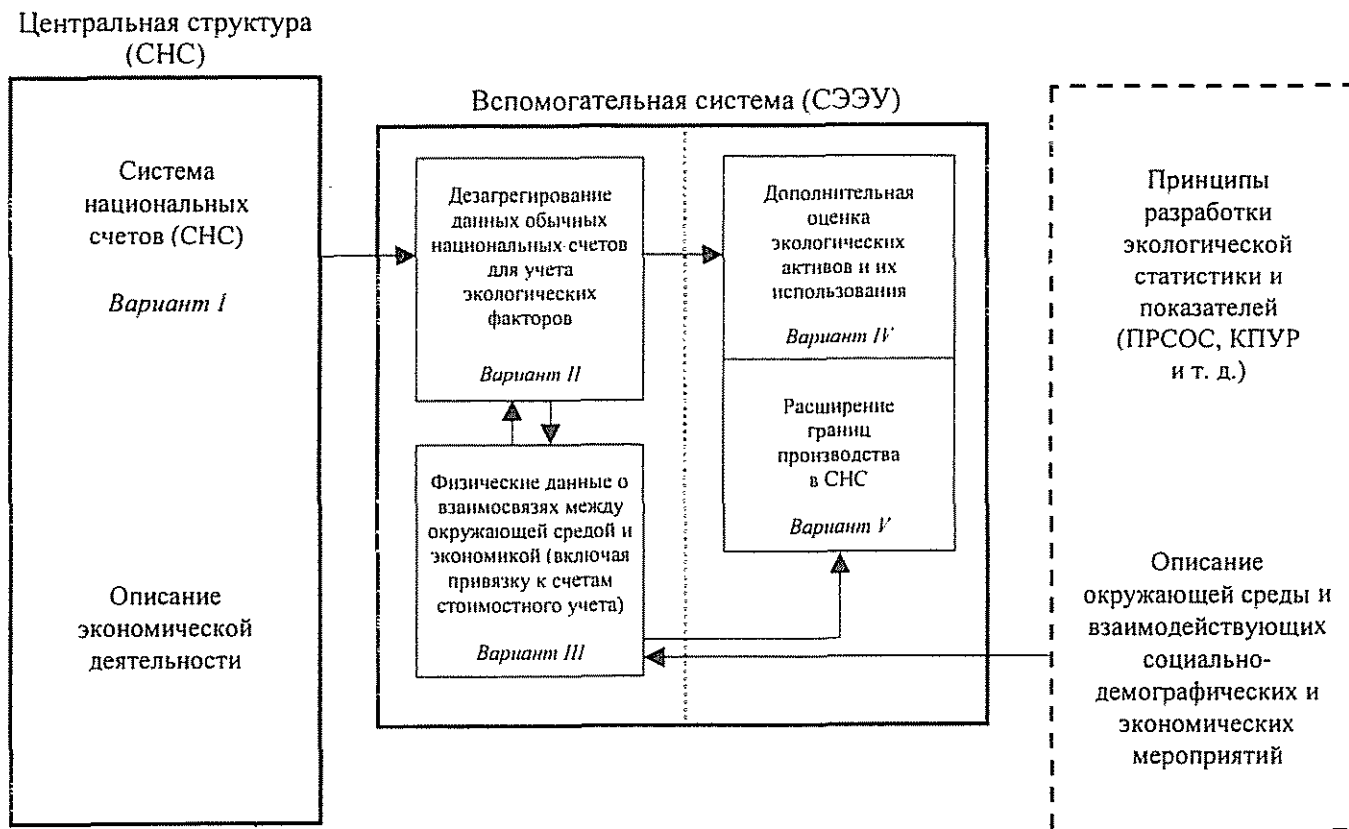 Центральная структура
(СНС)
Система
национальных
счетов (СНС)
Вариант I
Описание
экономической
деятельности
Вспомогательная система (СЭЭУ)
Дезагрегирование
данных обычных
национальных счетов
для учета
экологических
факторов
Вариант II
Физические данные о
взаимосвязях между
окружающей средой и
экономикой (включая
привязку к счетам
стоимостного учета)
Вариант III
Дополнительная
оценка
экологических
активов и их
использования
Вариант IV
Расширение
границ
производства
в СНС
Вариант V
Принципы
разработки
экологической
статистики и
показателей
(ПРСОС, КПУР
и т. д.)
Описание
окружающей среды и
взаимодействующих
социально-
демографических и
экономических
мероприятий